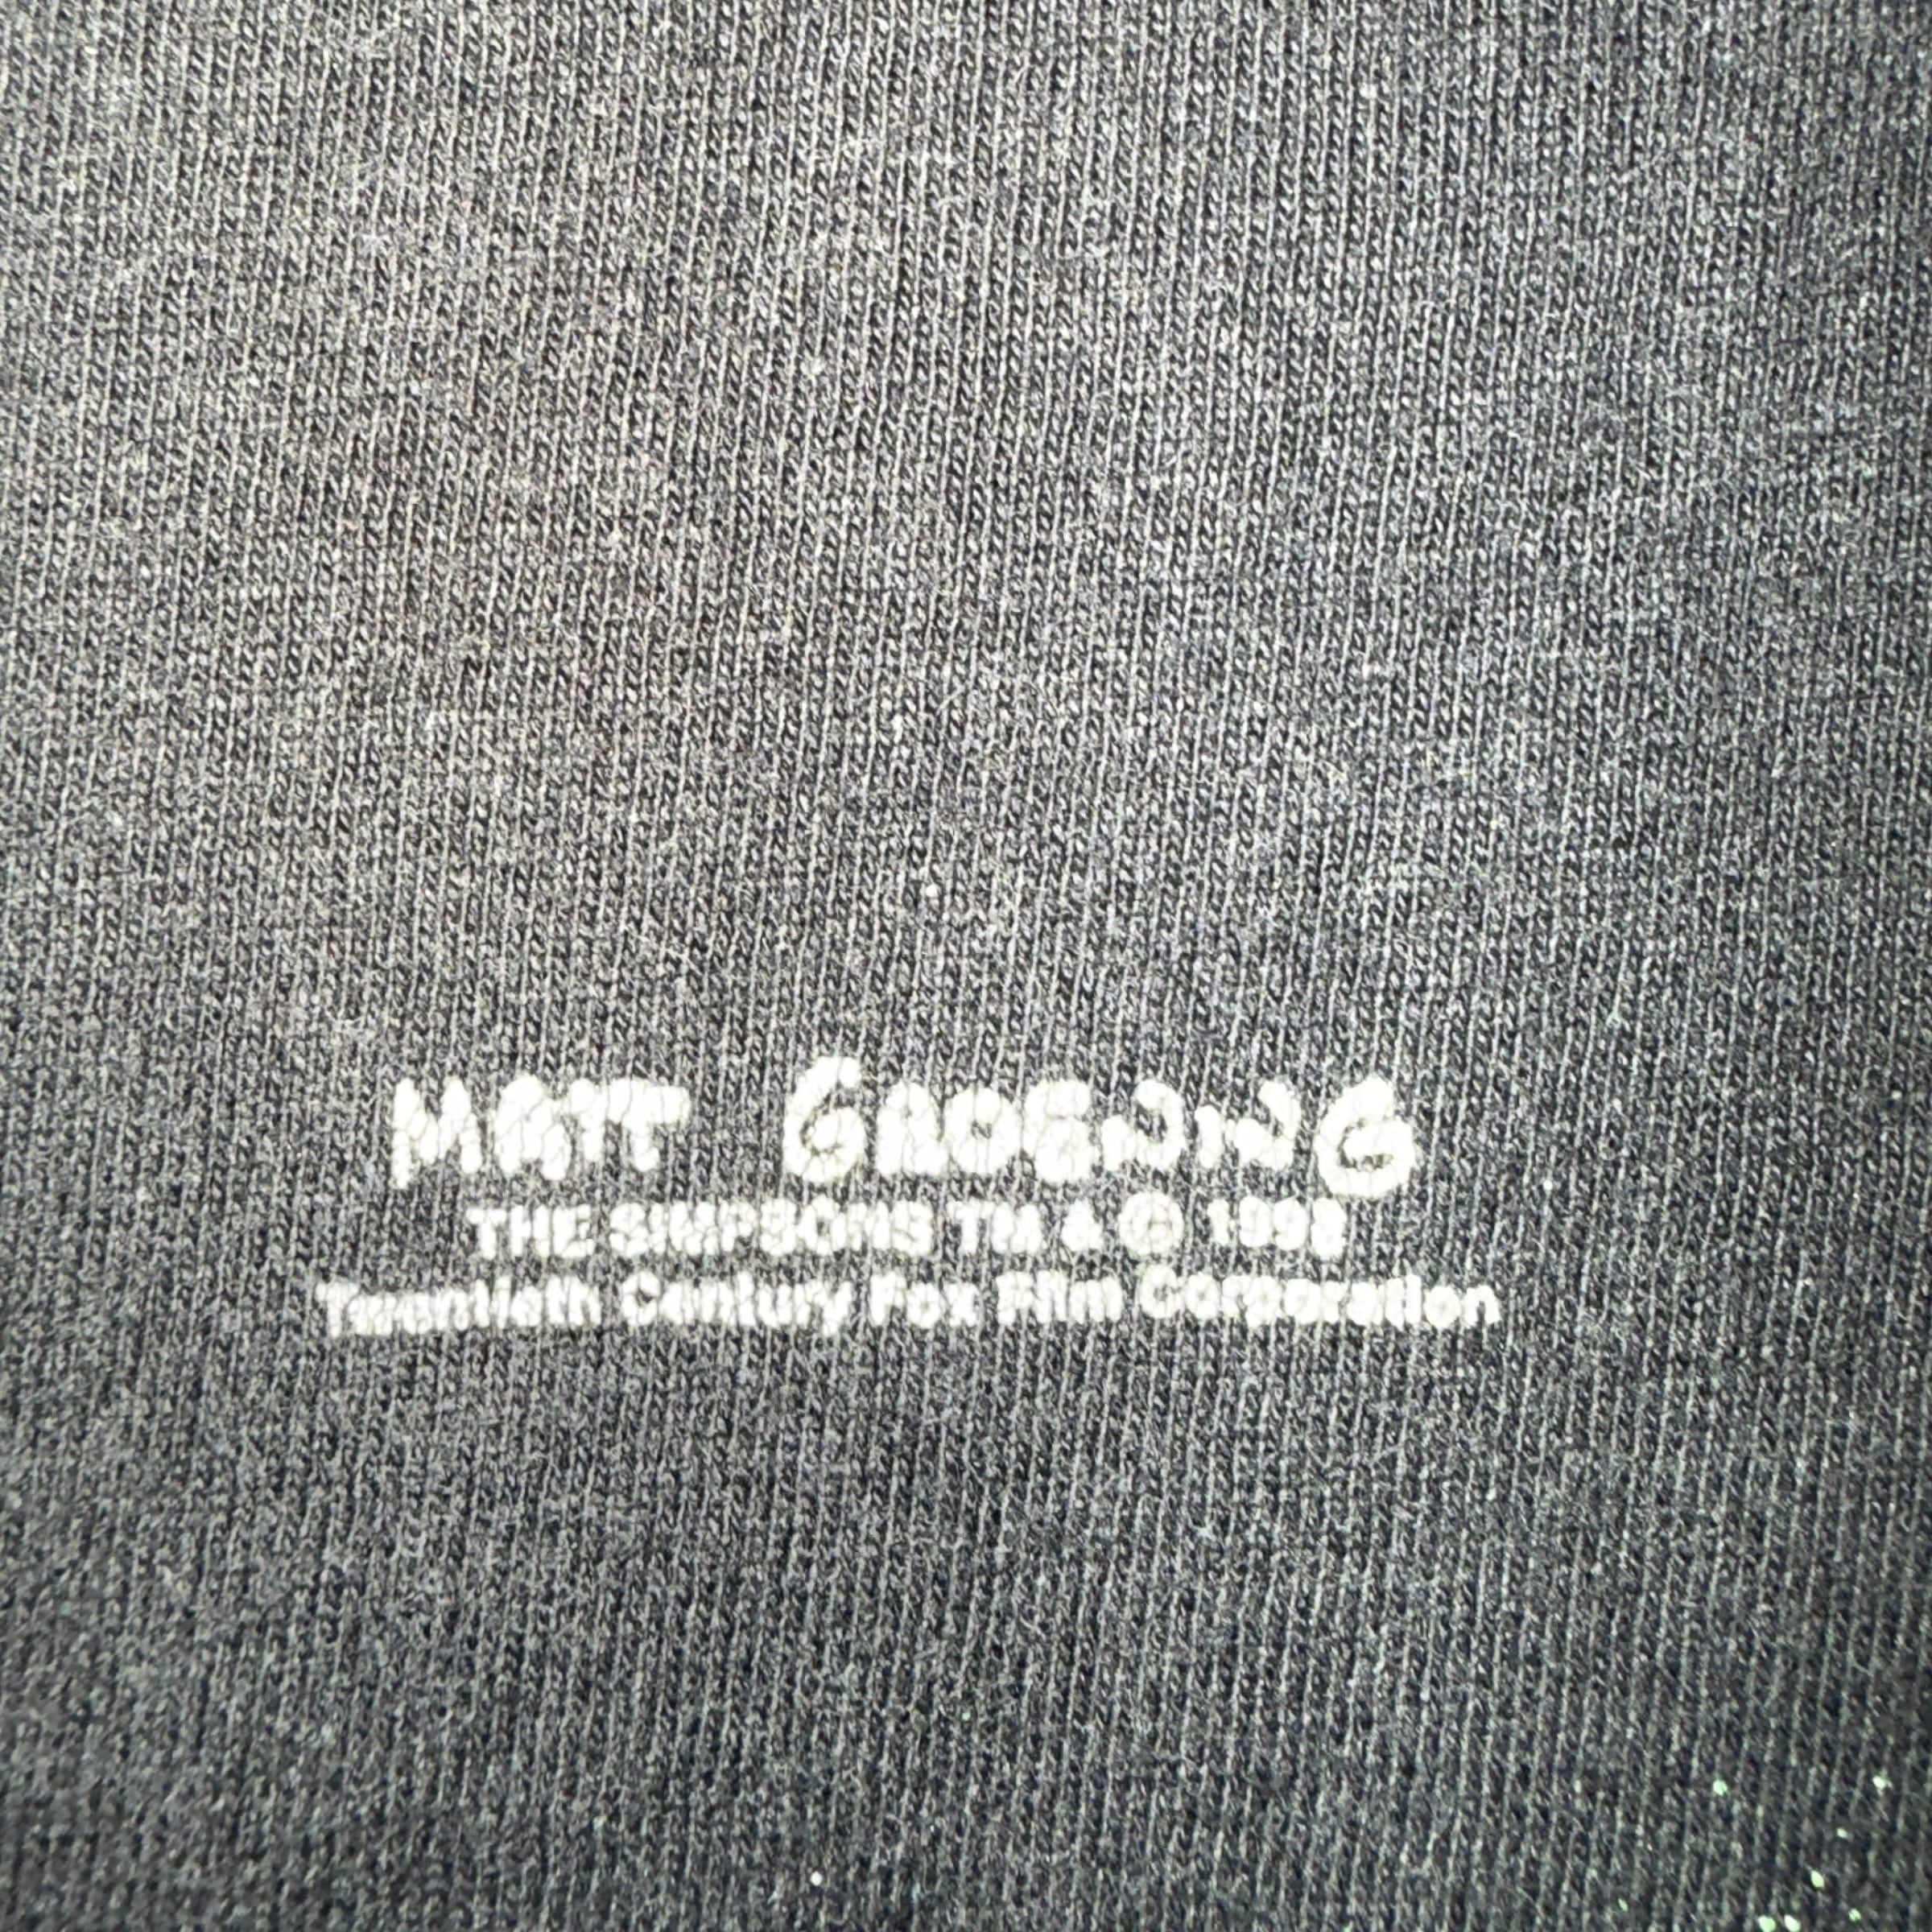 MATT GROENING
THE SIMPSONS TM & © 1998
Twentieth Century Fox Film Corporation